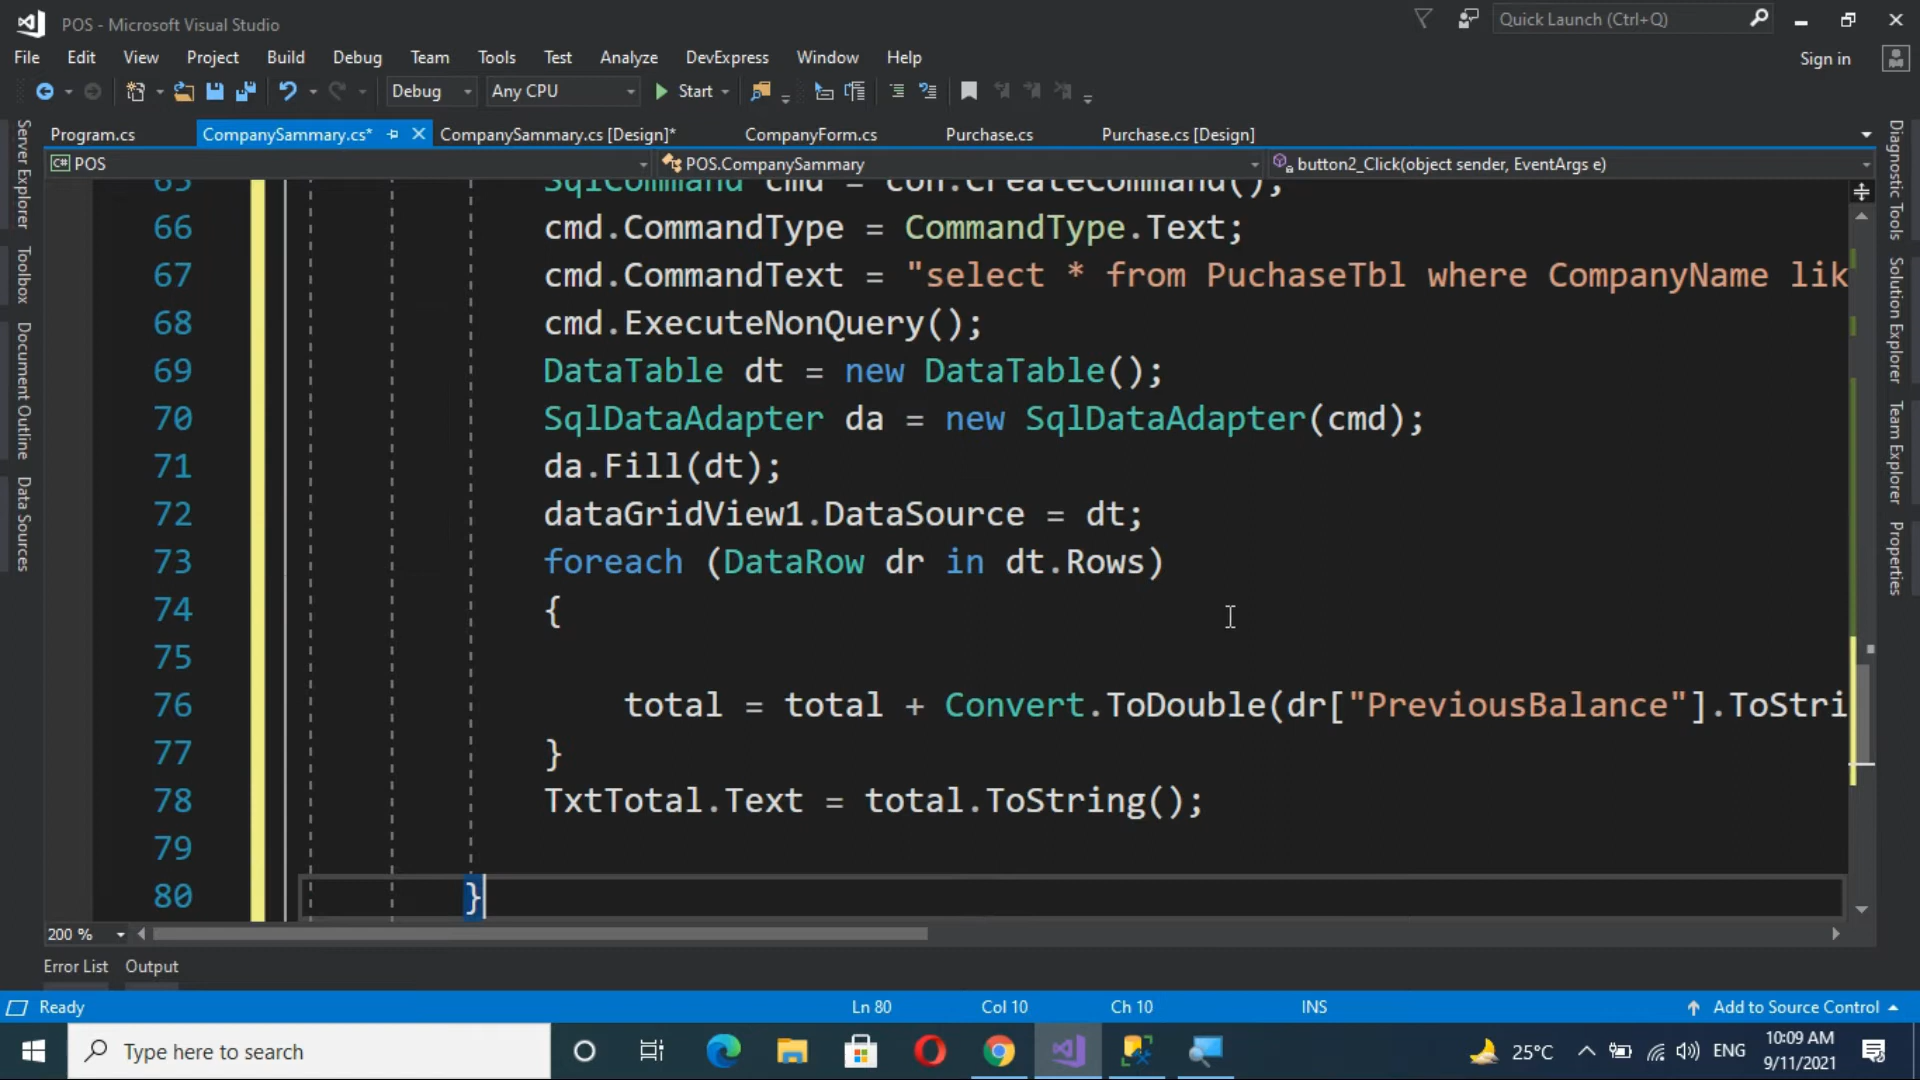 POS - Microsoft Visual Studio
Quick Launch (Ctrl+Q)
File Edit View Project Build Debug Team Tools Test Analyze DevExpress Window Help
Sign in
Debug Any CPU Start
Program.cs CompanySammary.cs* CompanySammary.cs [Design]* CompanyForm.cs Purchase.cs Purchase.cs [Design]
C# POS POS.CompanySammary button2_Click(object sender, EventArgs e)
Server Explorer
Toolbox
Document Outline
Data Sources
65 SqlCommand cmd = con.CreateCommand();
66 cmd.CommandType = CommandType.Text;
67 cmd.CommandText = "select * from PuchaseTbl where CompanyName lik
68 cmd.ExecuteNonQuery();
69 DataTable dt = new DataTable();
70 SqlDataAdapter da = new SqlDataAdapter(cmd);
71 da.Fill(dt);
72 dataGridView1.DataSource = dt;
73 foreach (DataRow dr in dt.Rows)
74 {
75
76 total = total + Convert.ToDouble(dr["PreviousBalance"].ToStri
77 }
78 TxtTotal.Text = total.ToString();
79
80 }
Diagnostic Tools
Solution Explorer
Team Explorer
Properties
200 %
Error List Output
Ready Ln 80 Col 10 Ch 10 INS Add to Source Control
Type here to search
25°C ENG
10:09 AM
9/11/2021